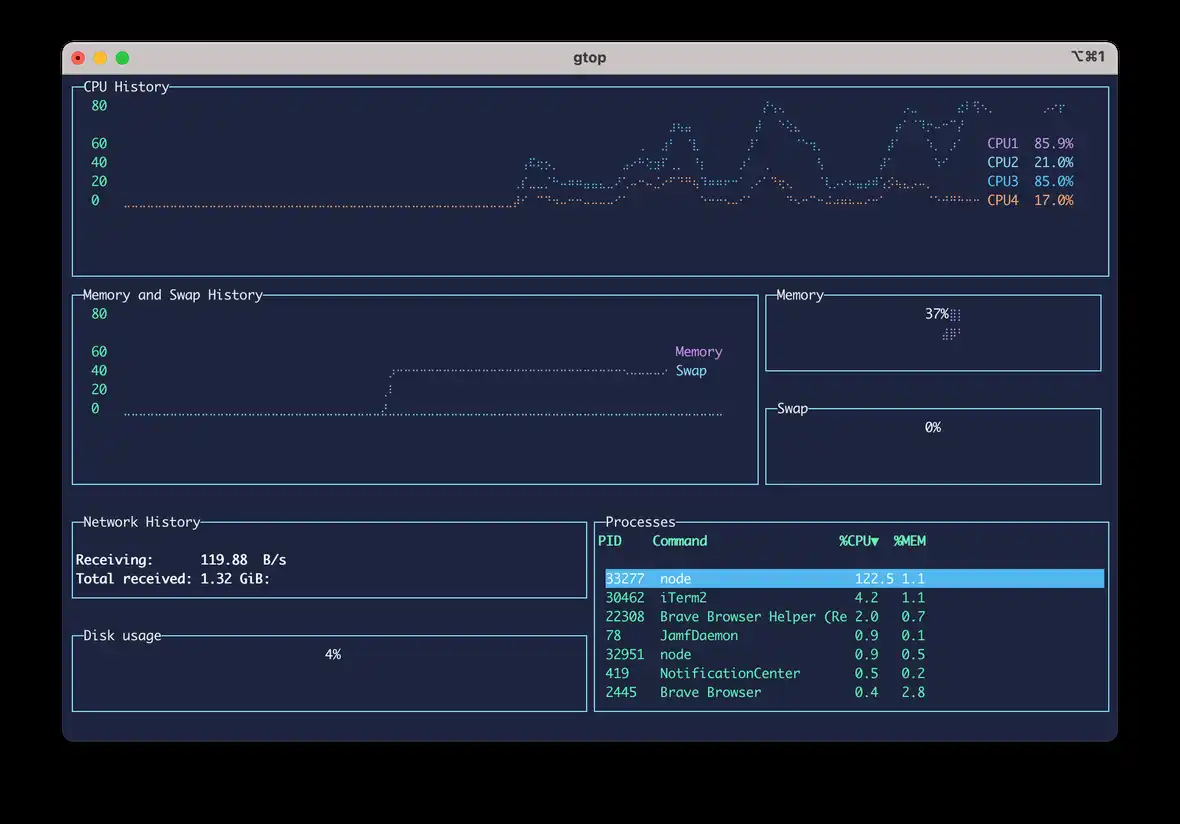 gtop ⌥⌘1
CPU History
80
60
40
20
0
CPU1 85.9%
CPU2 21.0%
CPU3 85.0%
CPU4 17.0%
Memory and Swap History
80
60
40
20
0
Memory
Swap
Memory
37%
Swap
0%
Network History
Receiving: 119.88 B/s
Total received: 1.32 GiB:
Disk usage
4%
Processes
PID Command %CPU▼ %MEM
33277 node 122.5 1.1
30462 iTerm2 4.2 1.1
22308 Brave Browser Helper (Re 2.0 0.7
78 JamfDaemon 0.9 0.1
32951 node 0.9 0.5
419 NotificationCenter 0.5 0.2
2445 Brave Browser 0.4 2.8